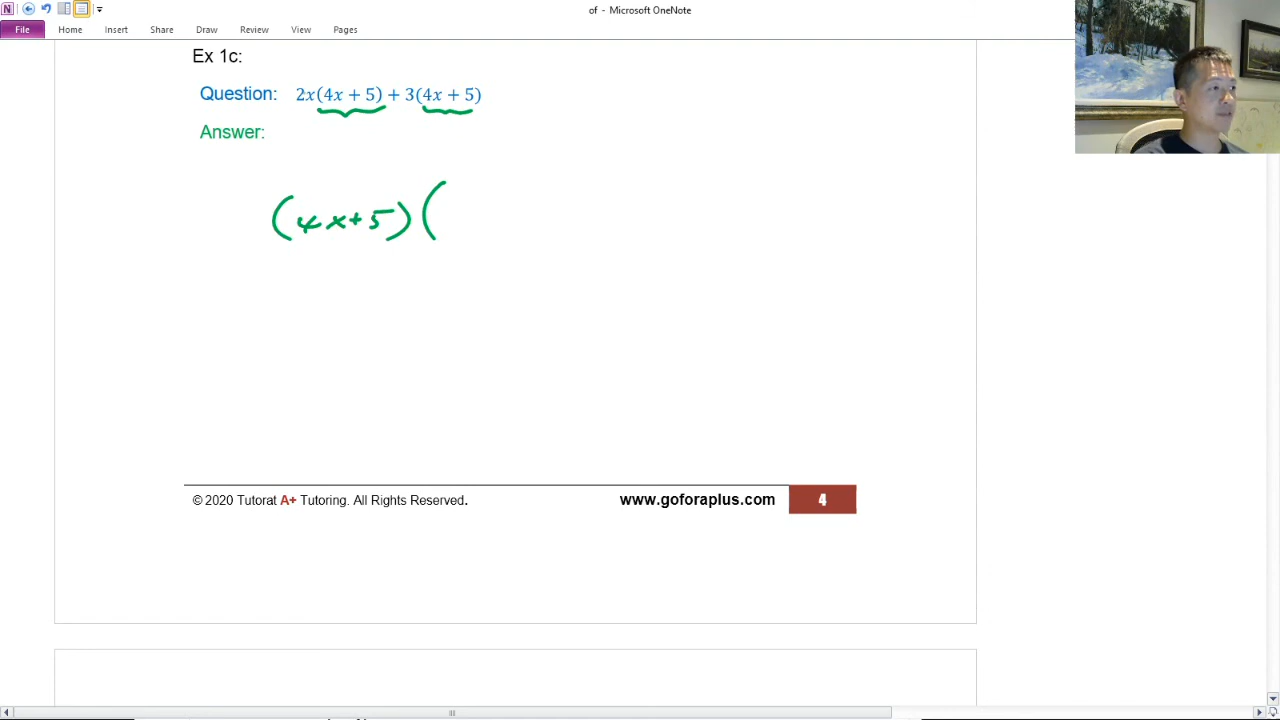 of - Microsoft OneNote
File Home Insert Share Draw Review View Pages
Ex 1c:
Question: 2x(4x + 5) + 3(4x + 5)
Answer:
(4x+5)(
© 2020 Tutorat A+ Tutoring. All Rights Reserved. www.goforaplus.com 4